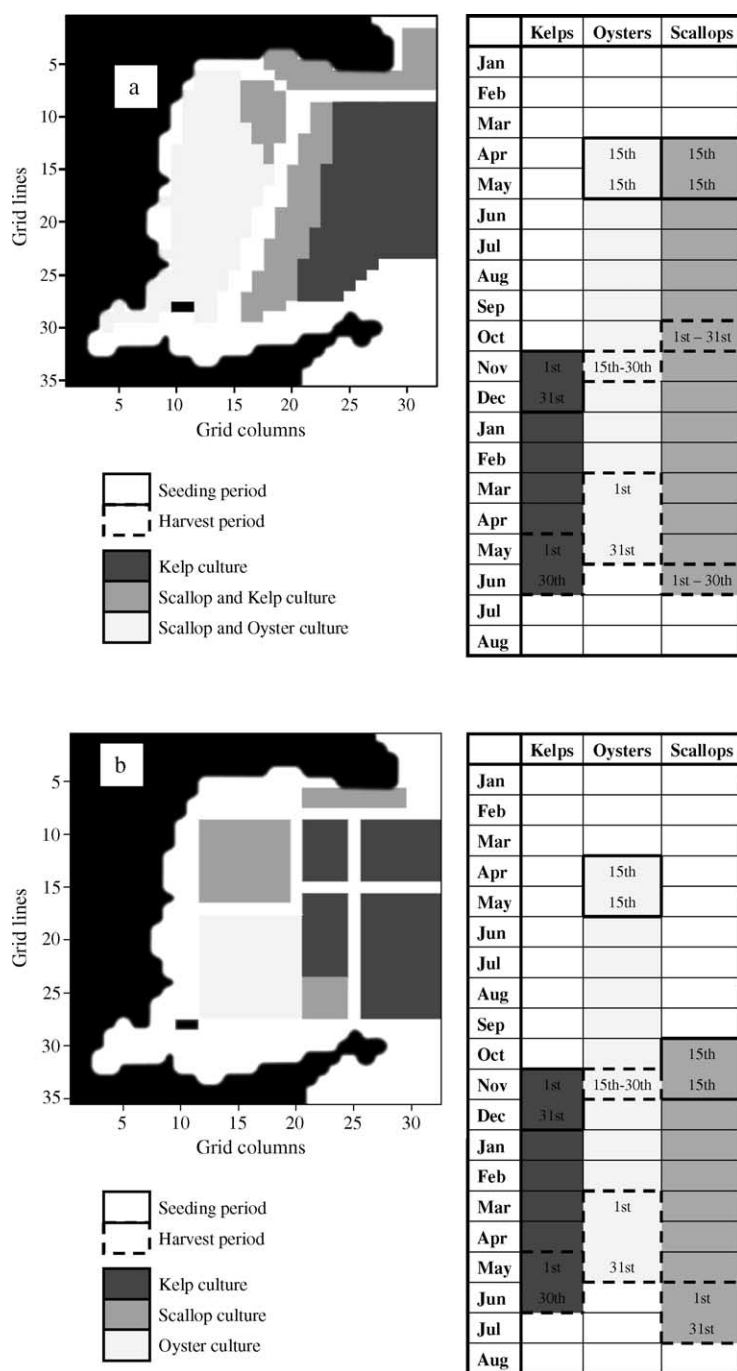 a
5
10
15
20
25
30
35
Grid lines
5 10 15 20 25 30
Grid columns
Seeding period
Harvest period
Kelp culture
Scallop and Kelp culture
Scallop and Oyster culture
Kelps Oysters Scallops
Jan
Feb
Mar
Apr 15th 15th
May 15th 15th
Jun
Jul
Aug
Sep
Oct 1st – 31st
Nov 1st 15th-30th
Dec 31st
Jan
Feb
Mar 1st
Apr
May 1st 31st
Jun 30th 1st – 30th
Jul
Aug
b
5
10
15
20
25
30
35
Grid lines
5 10 15 20 25 30
Grid columns
Seeding period
Harvest period
Kelp culture
Scallop culture
Oyster culture
Kelps Oysters Scallops
Jan
Feb
Mar
Apr 15th
May 15th
Jun
Jul
Aug
Sep
Oct 15th
Nov 1st 15th-30th 15th
Dec 31st
Jan
Feb
Mar 1st
Apr
May 1st 31st
Jun 30th 1st
Jul 31st
Aug